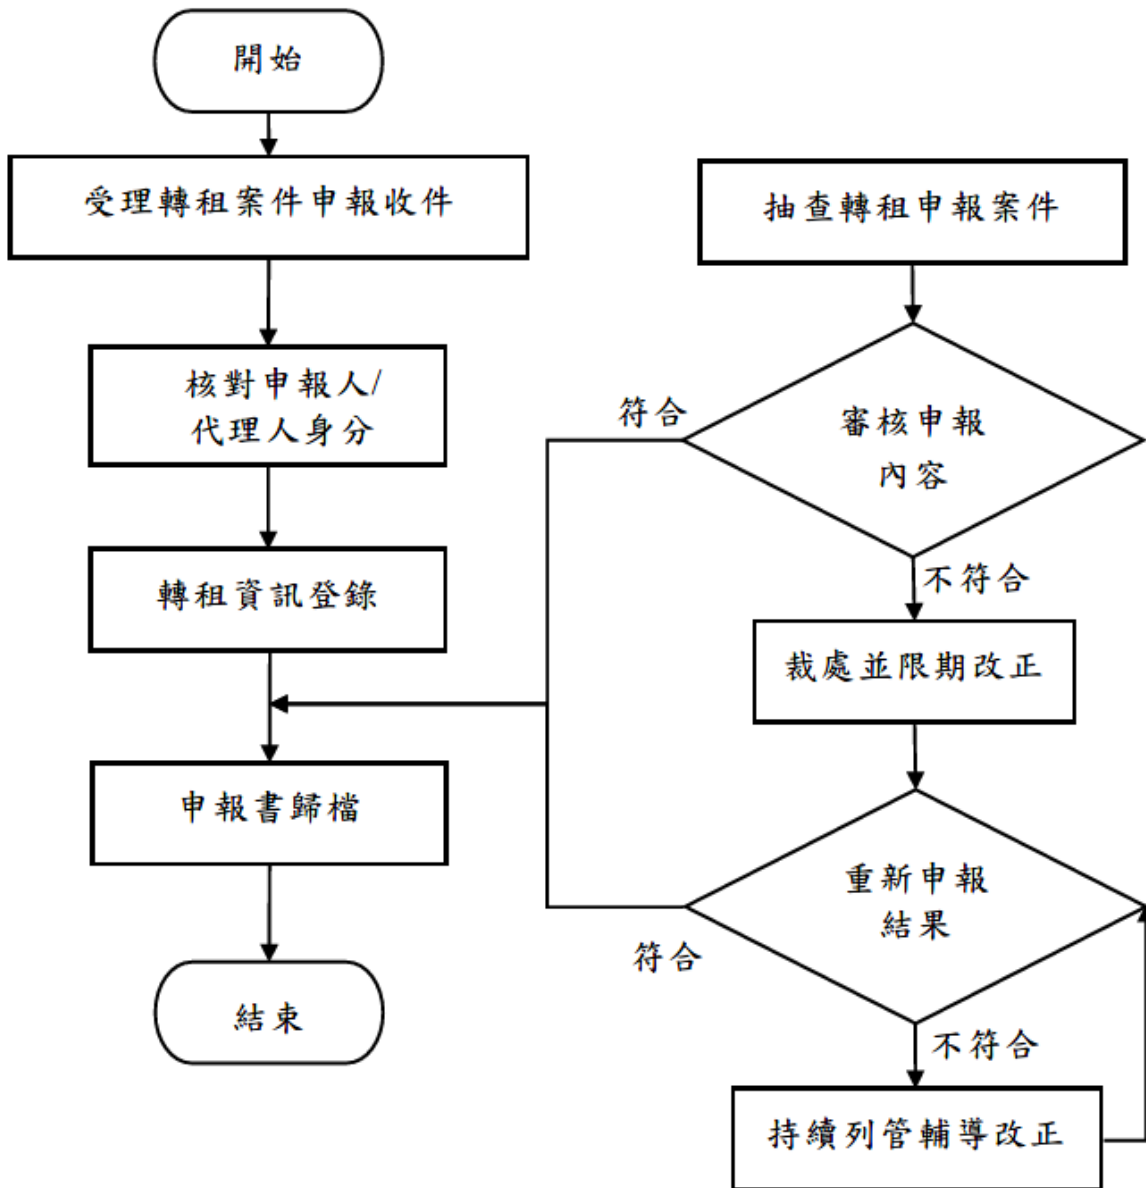 開始
受理轉租案件申報收件
核對申報人/
代理人身分
轉租資訊登錄
申報書歸檔
結束
抽查轉租申報案件
審核申報
內容
符合
不符合
裁處並限期改正
重新申報
結果
符合
不符合
持續列管輔導改正